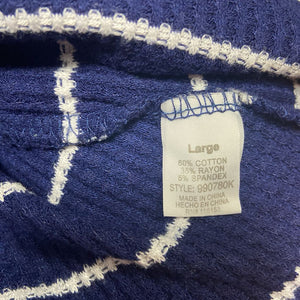 Large
60% COTTON
35% RAYON
5% SPANDEX
STYLE: 990780K
MADE IN CHINA
HECHO EN CHINA